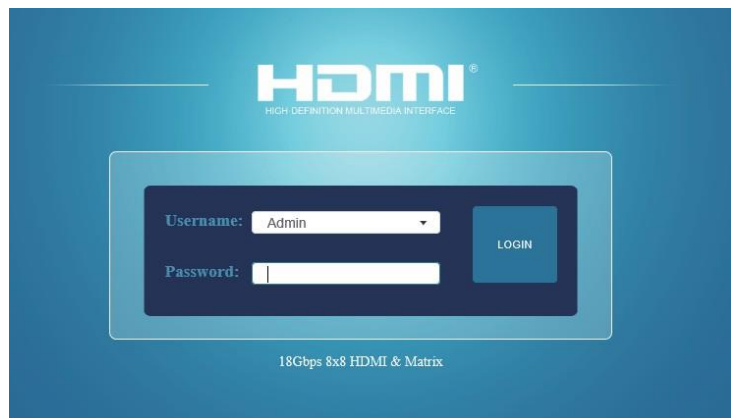 HDMI®
HIGH DEFINITION MULTIMEDIA INTERFACE
Username: Admin
LOGIN
Password:
18Gbps 8x8 HDMI & Matrix